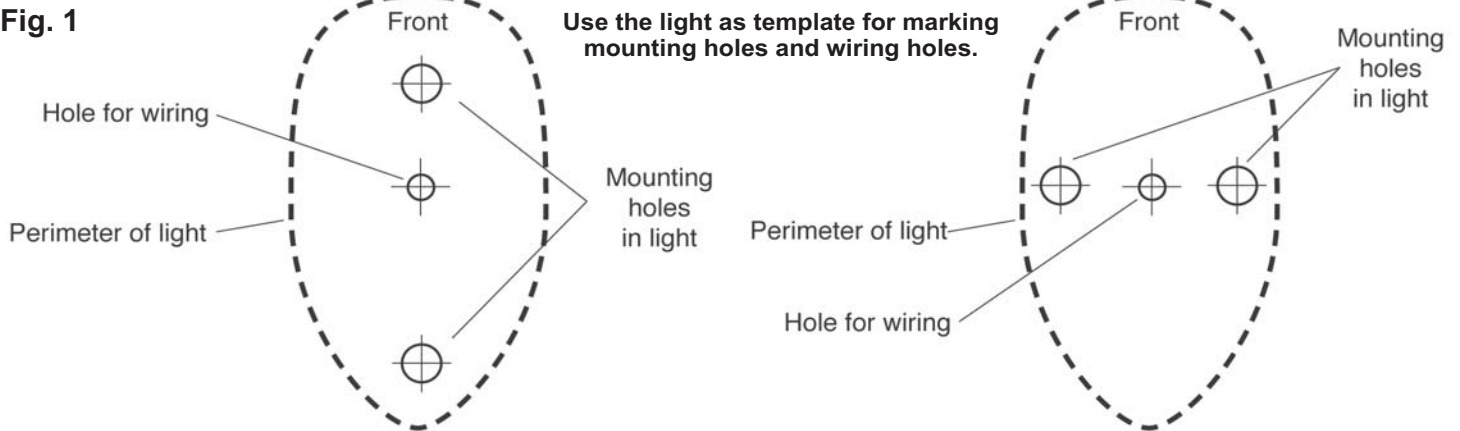 Fig. 1
Front
Use the light as template for marking
mounting holes and wiring holes.
Hole for wiring
Perimeter of light
Mounting
holes
in light
Front
Mounting
holes
in light
Perimeter of light
Hole for wiring